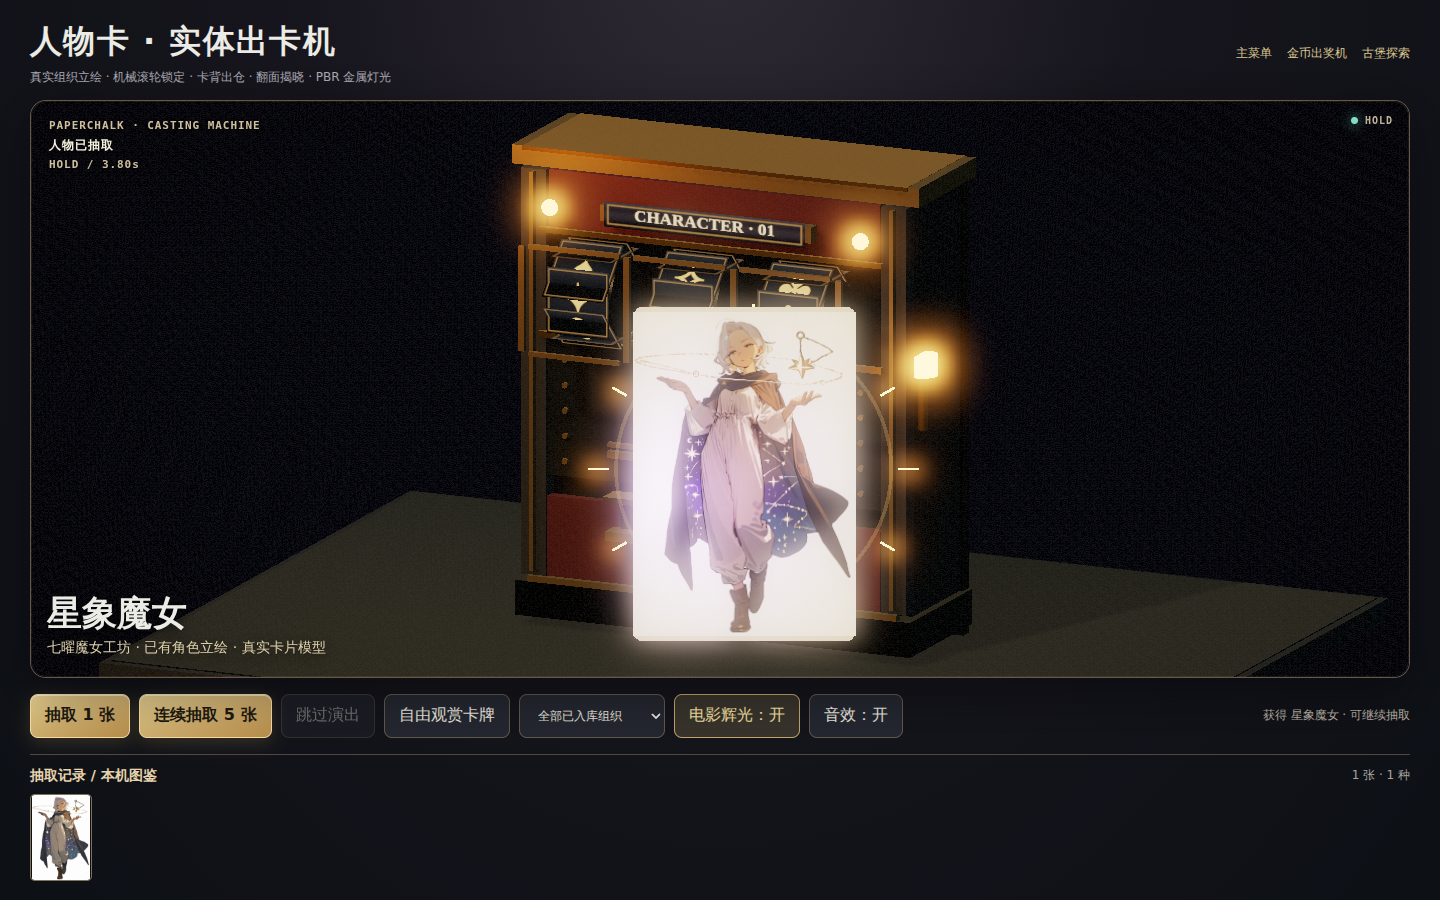 人物卡 · 实体出卡机
真实组织立绘 · 机械滚轮锁定 · 卡背出仓 · 翻面揭晓 · PBR 金属灯光
主菜单 金币出奖机 古堡探索
PAPERCHALK · CASTING MACHINE
人物已抽取
HOLD / 3.80s
HOLD
CHARACTER · 01
星象魔女
七曜魔女工坊 · 已有角色立绘 · 真实卡片模型
抽取 1 张 连续抽取 5 张 跳过演出 自由观赏卡牌 全部已入库组织 电影辉光：开 音效：开
获得 星象魔女 · 可继续抽取
抽取记录 / 本机图鉴
1 张 · 1 种